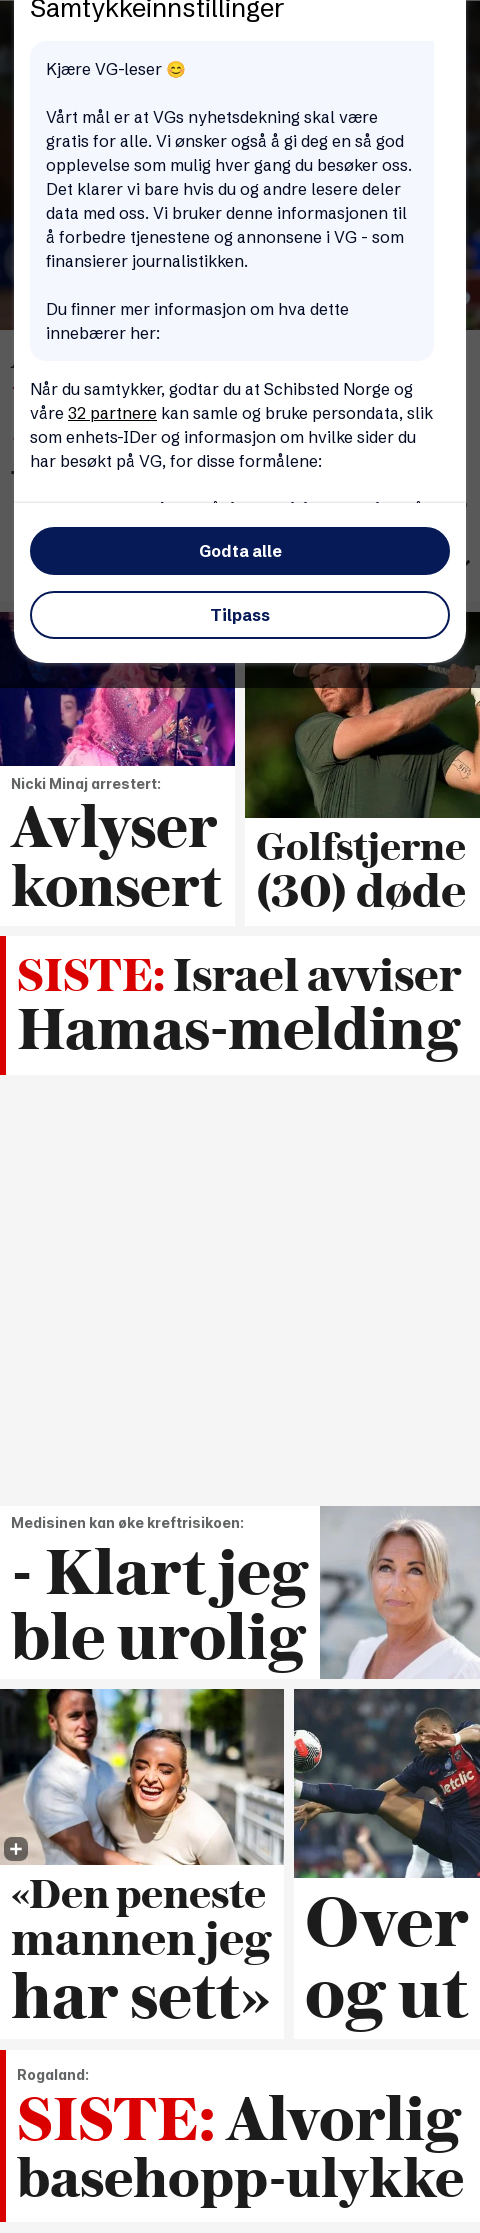 Samtykkeinnstillinger
Kjære VG-leser 😊
Vårt mål er at VGs nyhetsdekning skal være
gratis for alle. Vi ønsker også å gi deg en så god
opplevelse som mulig hver gang du besøker oss.
Det klarer vi bare hvis du og andre lesere deler
data med oss. Vi bruker denne informasjonen til
å forbedre tjenestene og annonsene i VG - som
finansierer journalistikken.
Du finner mer informasjon om hva dette
innebærer her:
Når du samtykker, godtar du at Schibsted Norge og
våre 32 partnere kan samle og bruke persondata, slik
som enhets-IDer og informasjon om hvilke sider du
har besøkt på VG, for disse formålene:
Godta alle
Tilpass
Nicki Minaj arrestert:
Avlyser
konsert
Golfstjerne
(30) døde
SISTE: Israel avviser
Hamas-melding
Medisinen kan øke kreftrisikoen:
- Klart jeg
ble urolig
«Den peneste
mannen jeg
har sett»
Over
og ut
Rogaland:
SISTE: Alvorlig
basehopp-ulykke